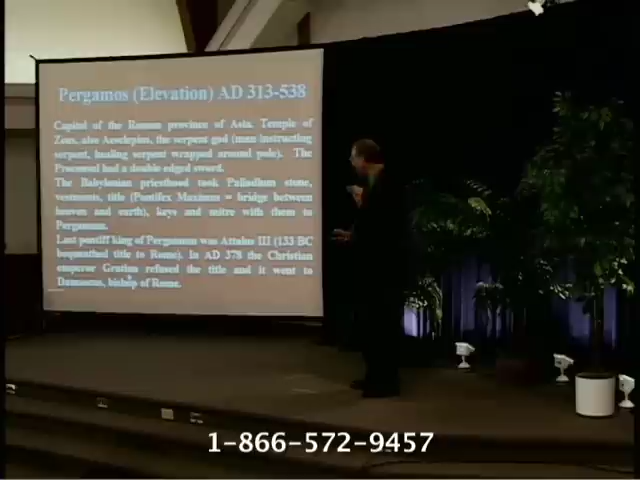 Pergamos (Elevation) AD 313-538
Capitol of the Roman province of Asia. Temple of
Zeus, also Aesclepius, the serpent god (man instructing
serpent, healing serpent wrapped around pole). The
Proconsul had a double edged sword.
The Babylonian priesthood took Palladium stone,
vestments, title (Pontifex Maximus = bridge between
heaven and earth), keys and mitre with them to
Pergamum.
Last pontiff king of Pergamum was Attalus III (133 BC
bequeathed title to Rome). In AD 378 the Christian
emperor Gratian refused the title and it went to
Damasus, bishop of Rome.
1-866-572-9457